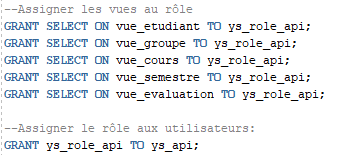 --Assigner les vues au rôle
GRANT SELECT ON vue_etudiant TO ys_role_api;
GRANT SELECT ON vue_groupe TO ys_role_api;
GRANT SELECT ON vue_cours TO ys_role_api;
GRANT SELECT ON vue_semestre TO ys_role_api;
GRANT SELECT ON vue_evaluation TO ys_role_api;
--Assigner le rôle aux utilisateurs:
GRANT ys_role_api TO ys_api;